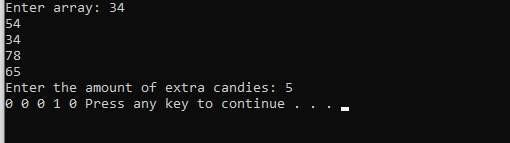 Enter array: 34
54
34
78
65
Enter the amount of extra candies: 5
0 0 0 1 0 Press any key to continue . . .